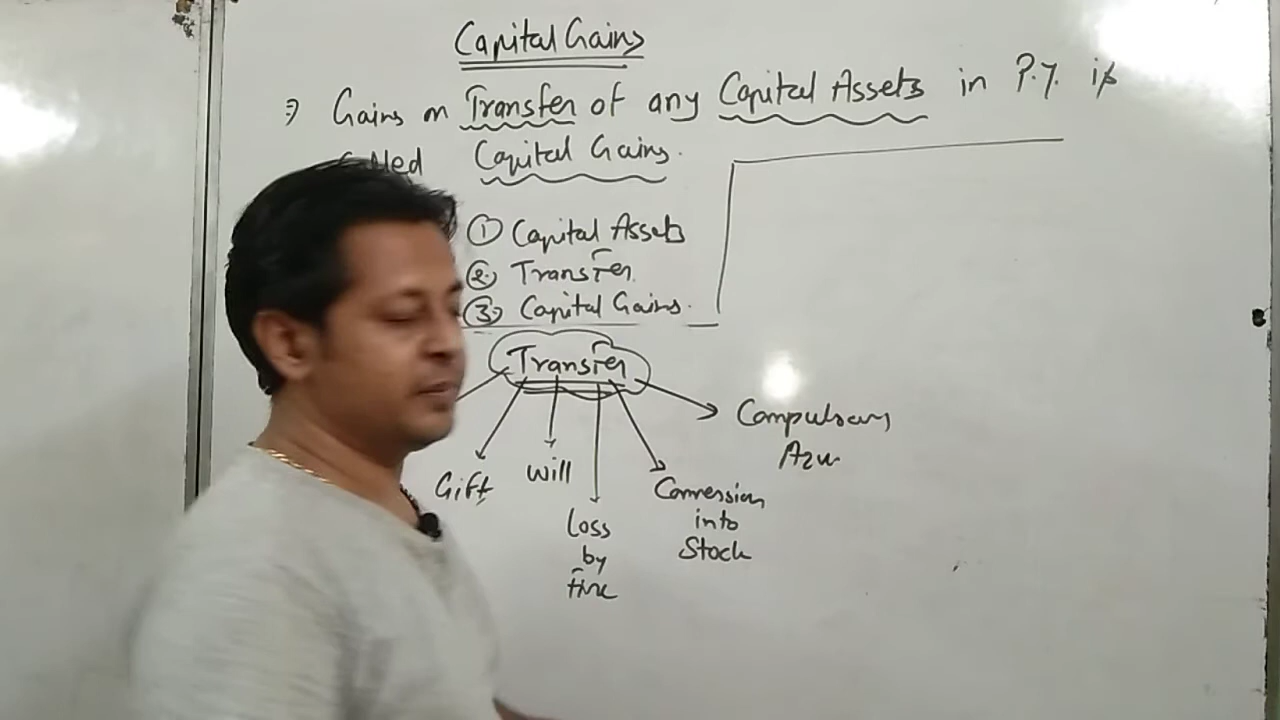 Capital Gains
⇒ Gains on Transfer of any Capital Assets in P.Y. is
Called Capital Gains.
① Capital Assets
② Transfer
③ Capital Gains.
Transfer
Gift
Will
Loss
by
fire
Conversion
into
Stock
Compulsory